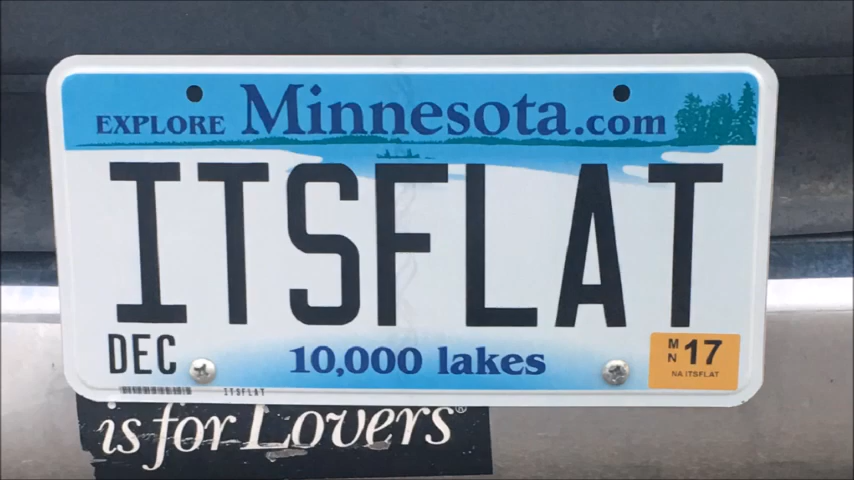 EXPLORE Minnesota.com
ITSFLAT
DEC
10,000 lakes
MN 17
NA ITSFLAT
ITSFLAT
is for Lovers®